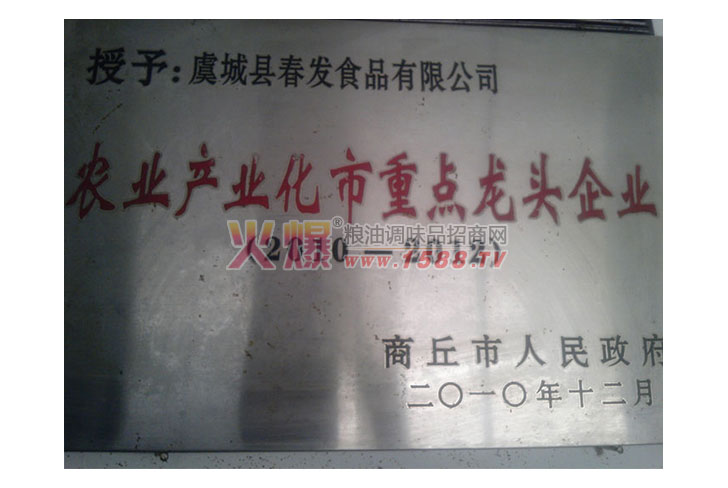 授予:虞城县春发食品有限公司
农业产业化市重点龙头企业
(2010—2012)
火爆®粮油调味品招商网
www.1588.TV
商丘市人民政府
二〇一〇年十二月